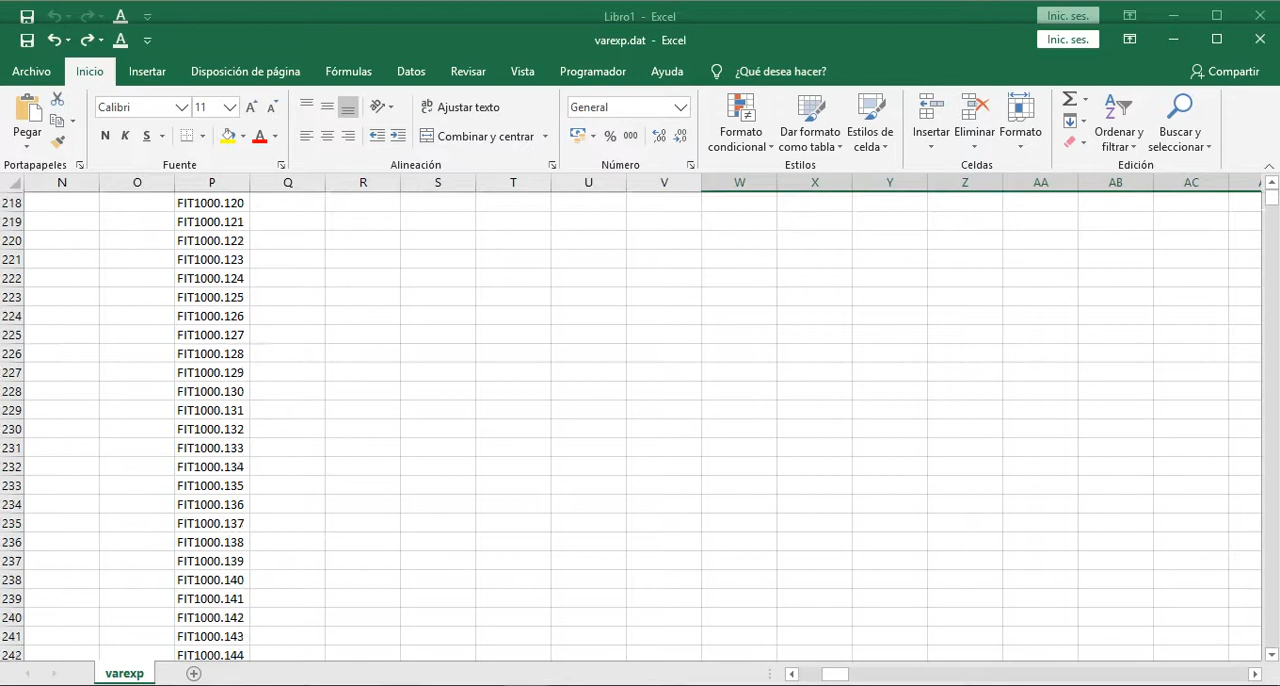 Libro1 - Excel
Inic. ses.
varexp.dat - Excel
Inic. ses.
Archivo Inicio Insertar Disposición de página Fórmulas Datos Revisar Vista Programador Ayuda ¿Qué desea hacer? Compartir
Pegar
Calibri 11
N K S
Ajustar texto
Combinar y centrar
General
% 000
Formato condicional
Dar formato como tabla
Estilos de celda
Insertar Eliminar Formato
Ordenar y filtrar
Buscar y seleccionar
Portapapeles Fuente Alineación Número Estilos Celdas Edición
N O P Q R S T U V W X Y Z AA AB AC
218 FIT1000.120
219 FIT1000.121
220 FIT1000.122
221 FIT1000.123
222 FIT1000.124
223 FIT1000.125
224 FIT1000.126
225 FIT1000.127
226 FIT1000.128
227 FIT1000.129
228 FIT1000.130
229 FIT1000.131
230 FIT1000.132
231 FIT1000.133
232 FIT1000.134
233 FIT1000.135
234 FIT1000.136
235 FIT1000.137
236 FIT1000.138
237 FIT1000.139
238 FIT1000.140
239 FIT1000.141
240 FIT1000.142
241 FIT1000.143
242 FIT1000.144
varexp